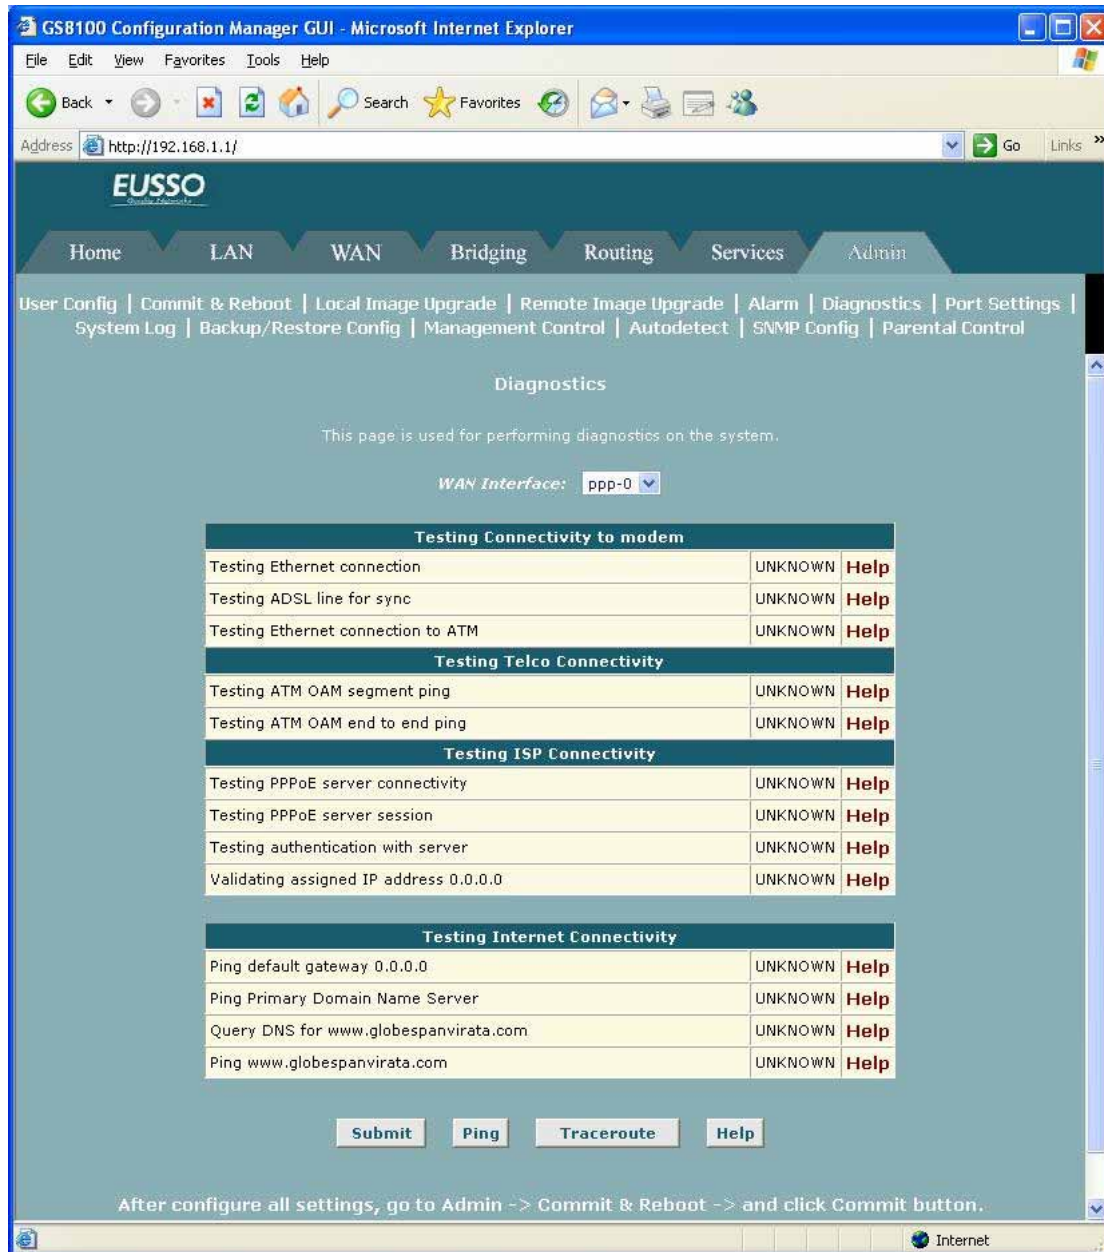 GS8100 Configuration Manager GUI - Microsoft Internet Explorer
File Edit View Favorites Tools Help
Back Search Favorites
Address http://192.168.1.1/ Go Links »
EUSSO
Home LAN WAN Bridging Routing Services Admin
User Config | Commit & Reboot | Local Image Upgrade | Remote Image Upgrade | Alarm | Diagnostics | Port Settings |
System Log | Backup/Restore Config | Management Control | Autodetect | SNMP Config | Parental Control
Diagnostics
This page is used for performing diagnostics on the system.
WAN Interface: ppp-0
Testing Connectivity to modem
Testing Ethernet connection UNKNOWN Help
Testing ADSL line for sync UNKNOWN Help
Testing Ethernet connection to ATM UNKNOWN Help
Testing Telco Connectivity
Testing ATM OAM segment ping UNKNOWN Help
Testing ATM OAM end to end ping UNKNOWN Help
Testing ISP Connectivity
Testing PPPoE server connectivity UNKNOWN Help
Testing PPPoE server session UNKNOWN Help
Testing authentication with server UNKNOWN Help
Validating assigned IP address 0.0.0.0 UNKNOWN Help
Testing Internet Connectivity
Ping default gateway 0.0.0.0 UNKNOWN Help
Ping Primary Domain Name Server UNKNOWN Help
Query DNS for www.globespanvirata.com UNKNOWN Help
Ping www.globespanvirata.com UNKNOWN Help
Submit Ping Traceroute Help
After configure all settings, go to Admin -> Commit & Reboot -> and click Commit button.
Internet